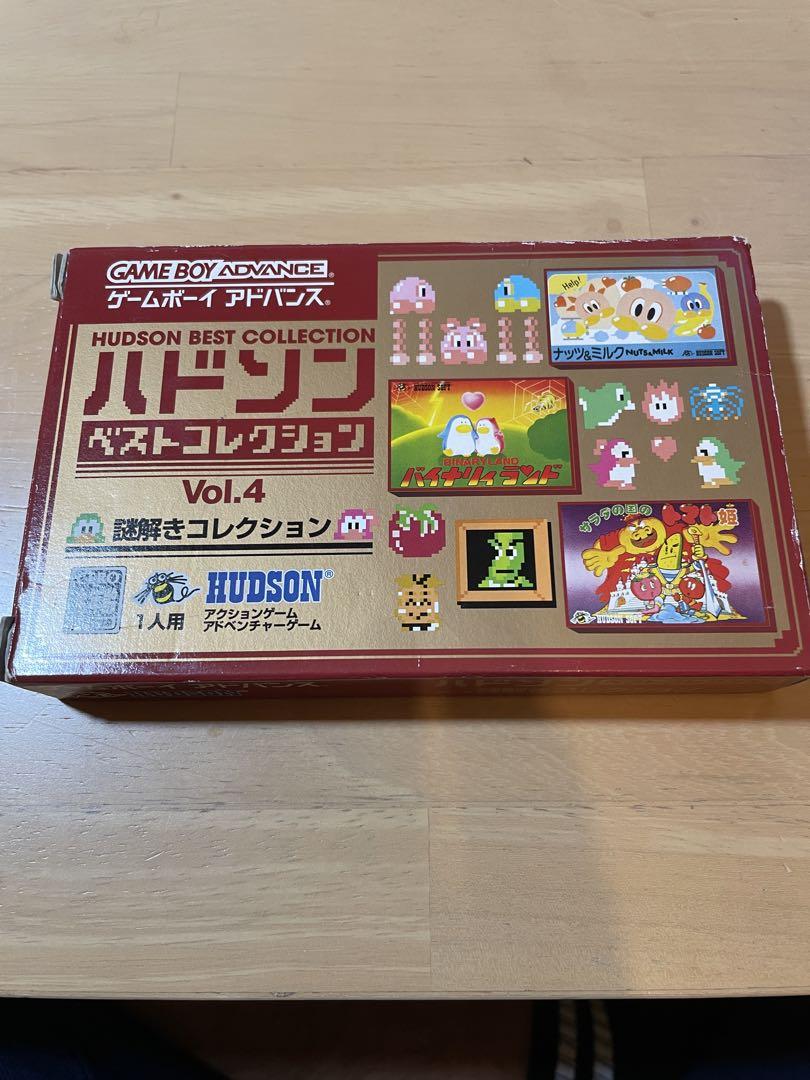 GAME BOY ADVANCE
ゲームボーイ アドバンス®
HUDSON BEST COLLECTION
ハドソン
ベストコレクション
Vol.4
謎解きコレクション
HUDSON®
1人用
アクションゲーム
アドベンチャーゲーム
Help!
ナッツ&ミルク NUTS&MILK
HUDSON SOFT
HUDSON SOFT
BINARYLAND
バイナリィランド
サラダの国の
トマト姫
HUDSON SOFT